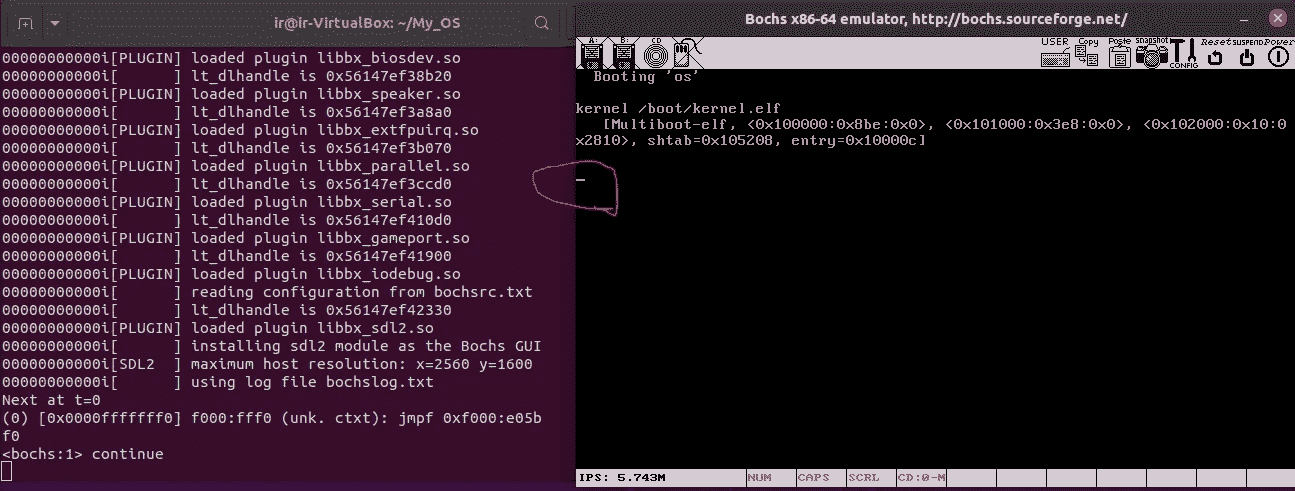 ir@ir-VirtualBox: ~/My_OS
00000000000i[PLUGIN] loaded plugin libbx_biosdev.so
00000000000i[      ] lt_dlhandle is 0x56147ef38b20
00000000000i[PLUGIN] loaded plugin libbx_speaker.so
00000000000i[      ] lt_dlhandle is 0x56147ef3a8a0
00000000000i[PLUGIN] loaded plugin libbx_extfpuirq.so
00000000000i[      ] lt_dlhandle is 0x56147ef3b070
00000000000i[PLUGIN] loaded plugin libbx_parallel.so
00000000000i[      ] lt_dlhandle is 0x56147ef3ccd0
00000000000i[PLUGIN] loaded plugin libbx_serial.so
00000000000i[      ] lt_dlhandle is 0x56147ef410d0
00000000000i[PLUGIN] loaded plugin libbx_gameport.so
00000000000i[      ] lt_dlhandle is 0x56147ef41900
00000000000i[PLUGIN] loaded plugin libbx_iodebug.so
00000000000i[      ] reading configuration from bochsrc.txt
00000000000i[      ] lt_dlhandle is 0x56147ef42330
00000000000i[PLUGIN] loaded plugin libbx_sdl2.so
00000000000i[      ] installing sdl2 module as the Bochs GUI
00000000000i[SDL2  ] maximum host resolution: x=2560 y=1600
00000000000i[      ] using log file bochslog.txt
Next at t=0
(0) [0x0000fffffff0] f000:fff0 (unk. ctxt): jmpf 0xf000:e05b
f0
<bochs:1> continue
Bochs x86-64 emulator, http://bochs.sourceforge.net/
A: B: CD USER Copy Paste snapshot CONFIG Reset SUSPEND Power
Booting 'os'
kernel /boot/kernel.elf
[Multiboot-elf, <0x100000:0x8be:0x0>, <0x101000:0x3e8:0x0>, <0x102000:0x10:0
x2810>, shtab=0x105208, entry=0x10000c]
IPS: 5.743M NUM CAPS SCRL CD:0-M